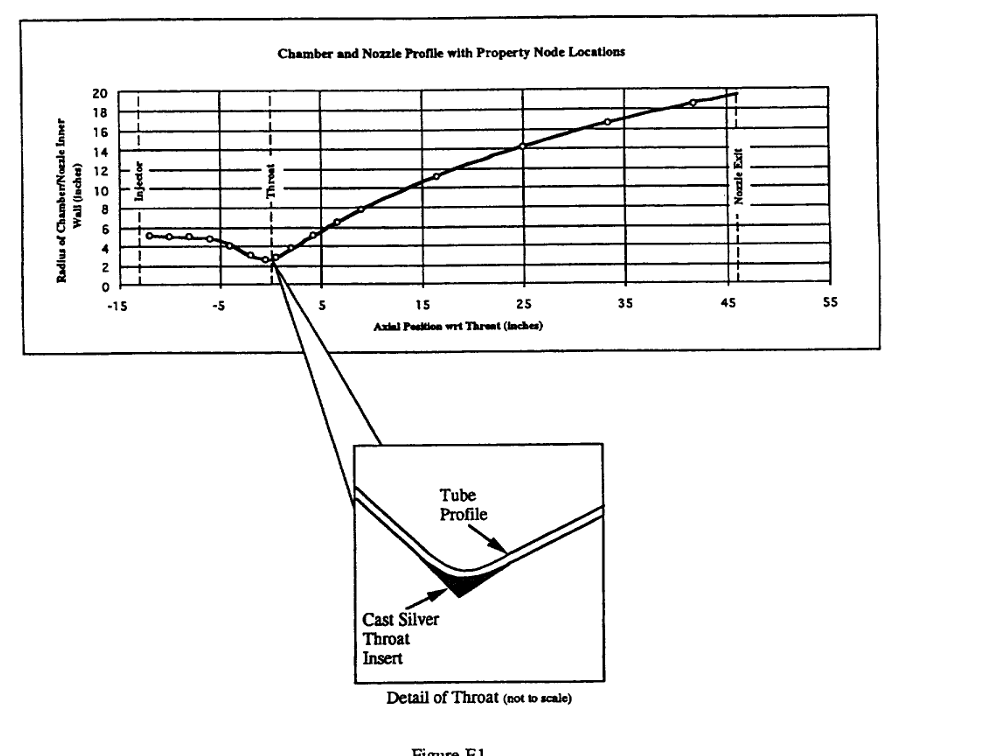 Chamber and Nozzle Profile with Property Node Locations
Radius of Chamber/Nozzle Inner
Wall (inches)
20
18
16
14
12
10
8
6
4
2
0
Injector
Throat
Nozzle Exit
-15
-5
5
15
25
35
45
55
Axial Position wrt Throat (inches)
Tube
Profile
Cast Silver
Throat
Insert
Detail of Throat (not to scale)
Figure E1